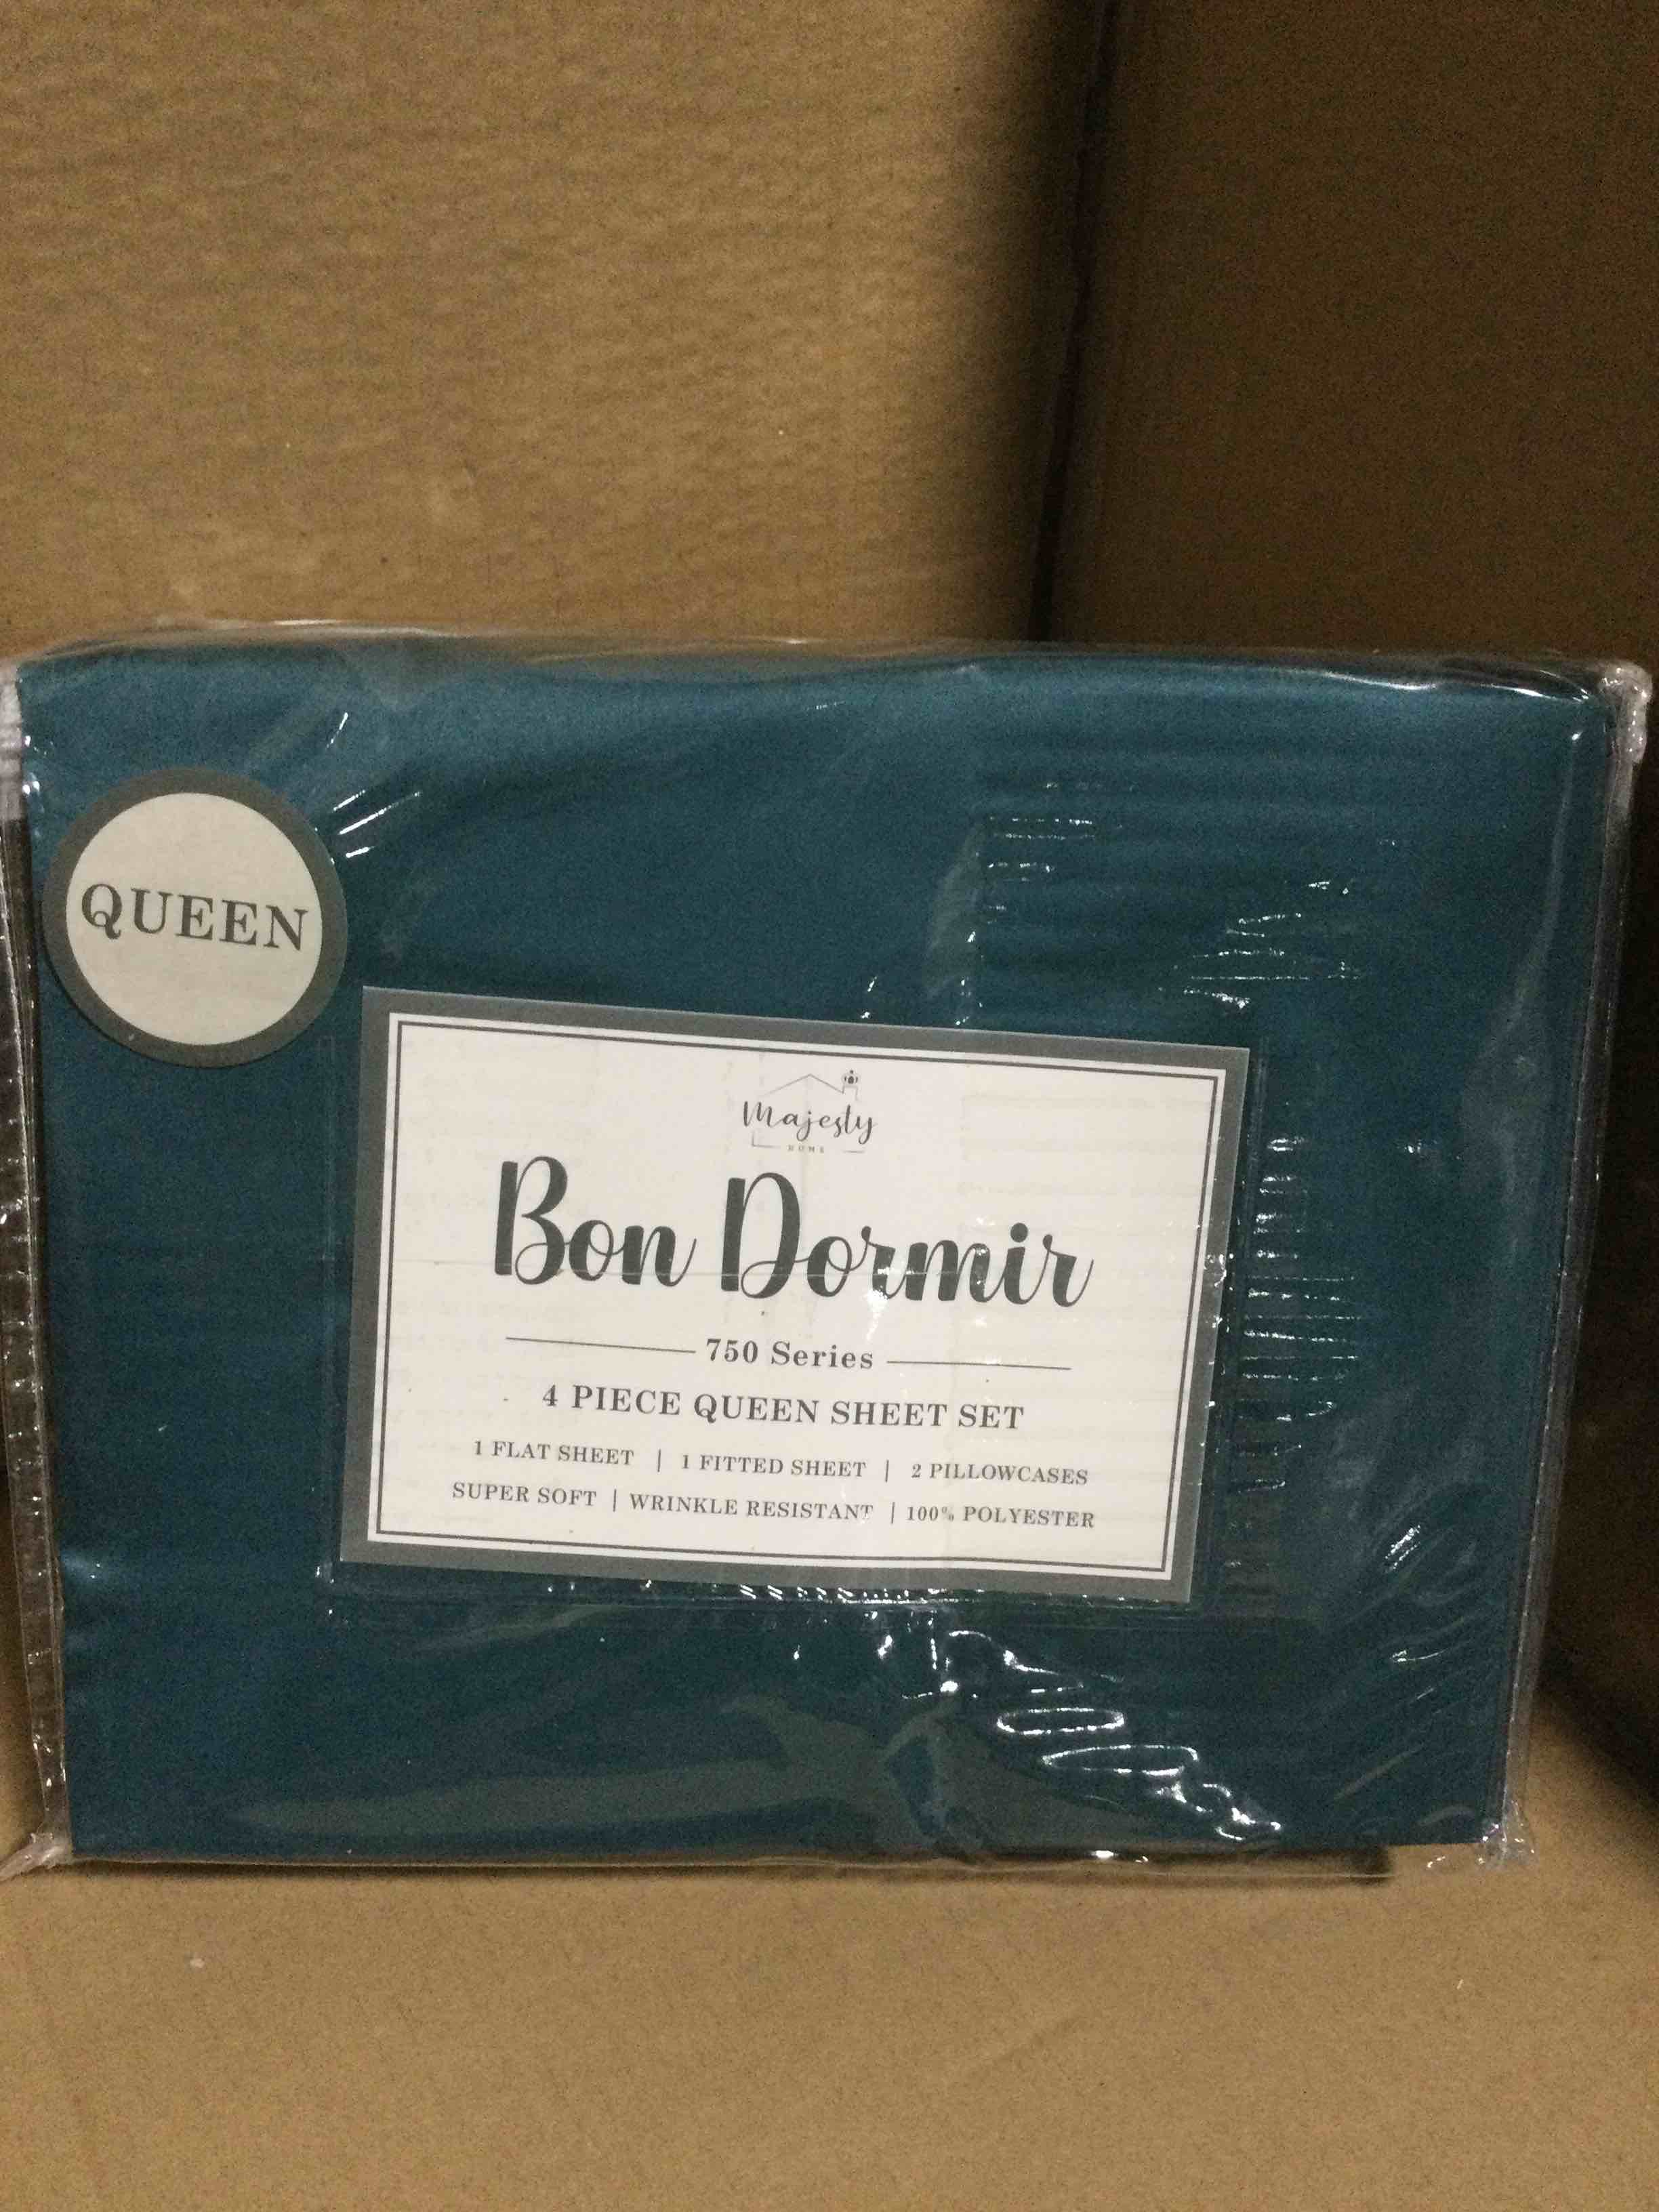 QUEEN
Majesty
HOME
Bon Dormir
750 Series
4 PIECE QUEEN SHEET SET
1 FLAT SHEET | 1 FITTED SHEET | 2 PILLOWCASES
SUPER SOFT | WRINKLE RESISTANT | 100% POLYESTER